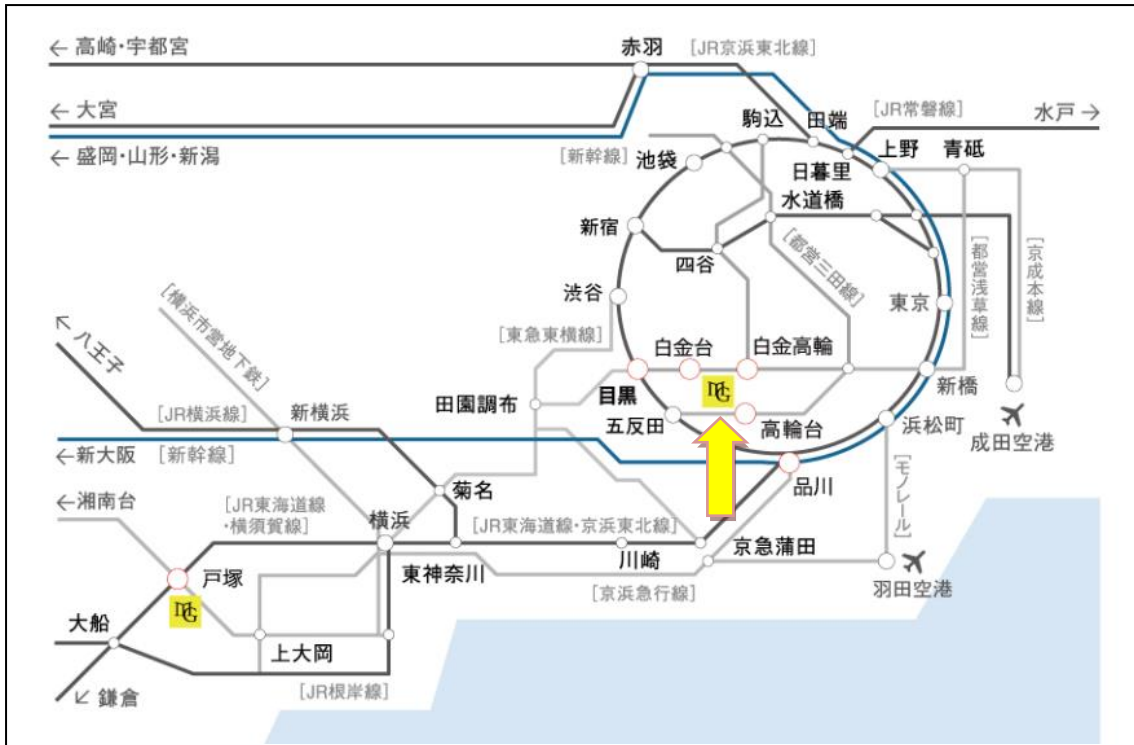 ← 高崎・宇都宮
赤羽
[JR京浜東北線]
← 大宮
駒込
田端
[JR常磐線]
水戸 →
← 盛岡・山形・新潟
[新幹線]
池袋
日暮里
上野
青砥
水道橋
新宿
四谷
[都営三田線]
[都営浅草線]
[京成本線]
渋谷
東京
[横浜市営地下鉄]
← 八王子
[東急東横線]
白金台
白金高輪
目黒
MG
新橋
田園調布
[JR横浜線]
新横浜
五反田
高輪台
浜松町
成田空港
←新大阪
[新幹線]
品川
[モノレール]
←湘南台
菊名
[JR東海道線
・横須賀線]
横浜
[JR東海道線・京浜東北線]
川崎
京急蒲田
東神奈川
戸塚
[京浜急行線]
羽田空港
MG
大船
上大岡
[JR根岸線]
↙ 鎌倉